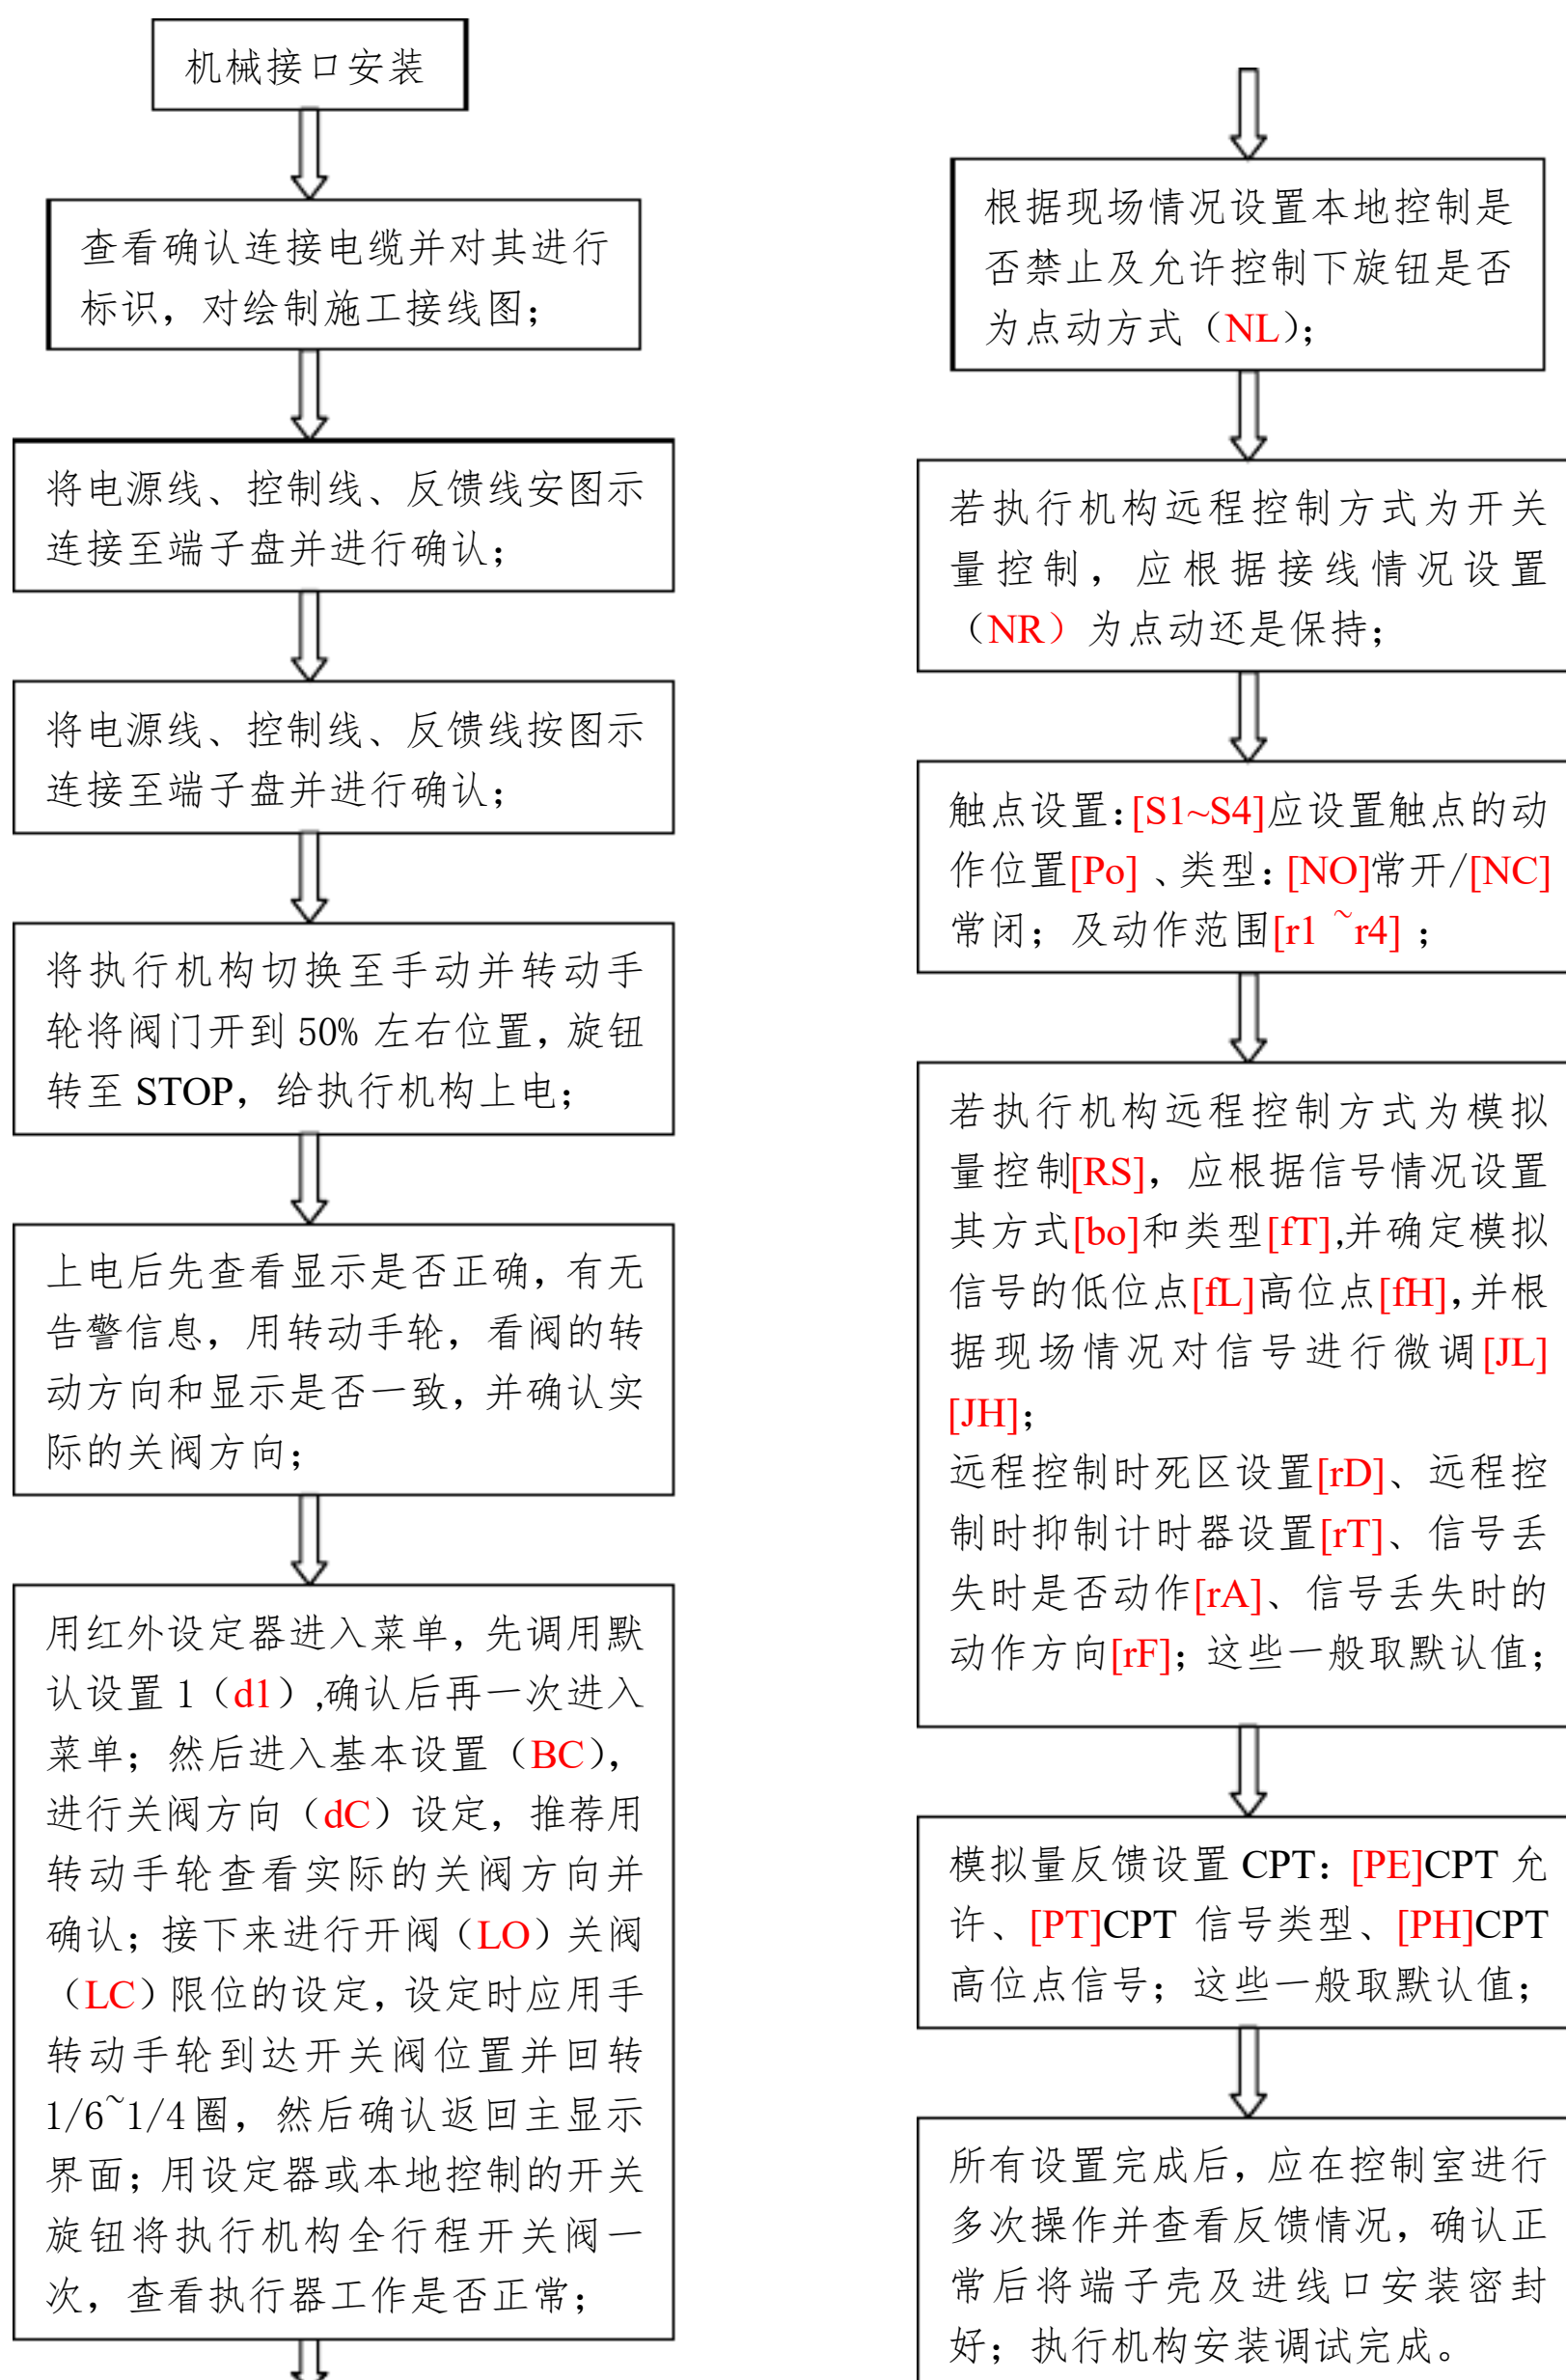 机械接口安装
查看确认连接电缆并对其进行
标识，对绘制施工接线图；
将电源线、控制线、反馈线安图示
连接至端子盘并进行确认；
将电源线、控制线、反馈线按图示
连接至端子盘并进行确认；
将执行机构切换至手动并转动手
轮将阀门开到 50% 左右位置，旋钮
转至 STOP，给执行机构上电；
上电后先查看显示是否正确，有无
告警信息，用转动手轮，看阀的转
动方向和显示是否一致，并确认实
际的关阀方向；
用红外设定器进入菜单，先调用默
认设置 1（d1）,确认后再一次进入
菜单；然后进入基本设置（BC），
进行关阀方向（dC）设定，推荐用
转动手轮查看实际的关阀方向并
确认；接下来进行开阀（LO）关阀
（LC）限位的设定，设定时应用手
转动手轮到达开关阀位置并回转
1/6~1/4圈，然后确认返回主显示
界面；用设定器或本地控制的开关
旋钮将执行机构全行程开关阀一
次，查看执行器工作是否正常；
根据现场情况设置本地控制是
否禁止及允许控制下旋钮是否
为点动方式（NL）；
若执行机构远程控制方式为开关
量控制，应根据接线情况设置
（NR）为点动还是保持；
触点设置：[S1~S4]应设置触点的动
作位置[Po] 、类型：[NO]常开/[NC]
常闭；及动作范围[r1 ~r4] ；
若执行机构远程控制方式为模拟
量控制[RS]，应根据信号情况设置
其方式[bo]和类型[fT],并确定模拟
信号的低位点[fL]高位点[fH]，并根
据现场情况对信号进行微调[JL]
[JH]；
远程控制时死区设置[rD]、远程控
制时抑制计时器设置[rT]、信号丢
失时是否动作[rA]、信号丢失时的
动作方向[rF]；这些一般取默认值；
模拟量反馈设置 CPT：[PE]CPT 允
许、[PT]CPT 信号类型、[PH]CPT
高位点信号；这些一般取默认值；
所有设置完成后，应在控制室进行
多次操作并查看反馈情况，确认正
常后将端子壳及进线口安装密封
好；执行机构安装调试完成。